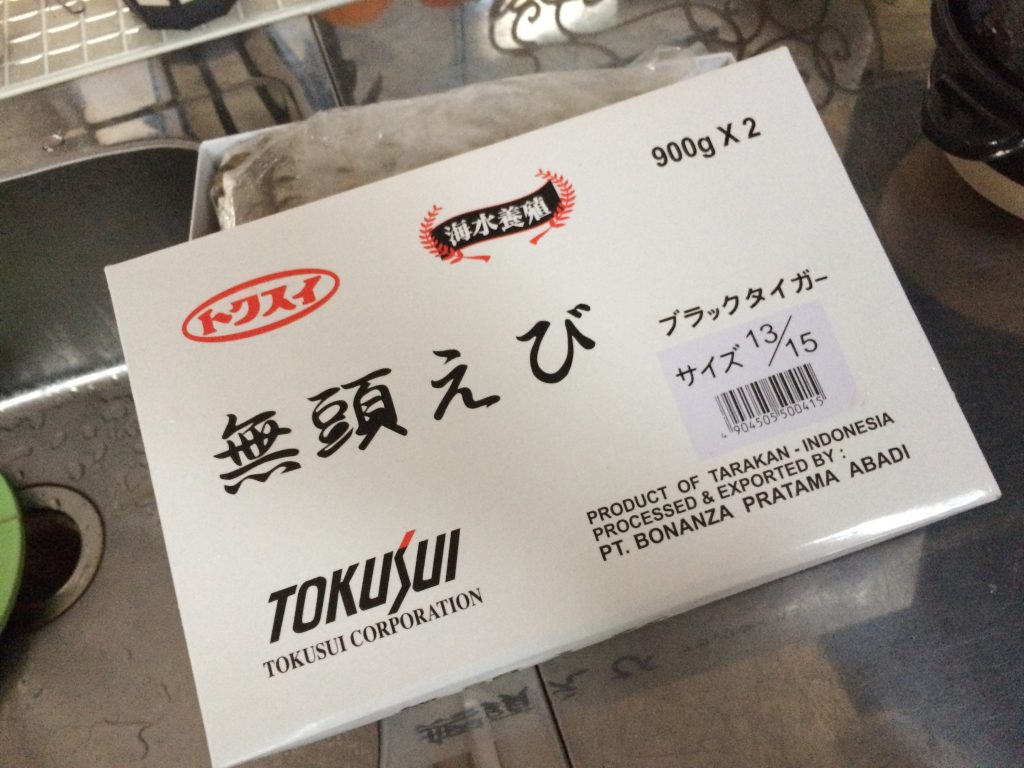 900g X 2
海水養殖
トクスイ
ブラックタイガー
サイズ 13/15
4904505500415
無頭えび
PRODUCT OF TARAKAN - INDONESIA
PROCESSED & EXPORTED BY :
PT. BONANZA PRATAMA ABADI
TOKUSUI
TOKUSUI CORPORATION